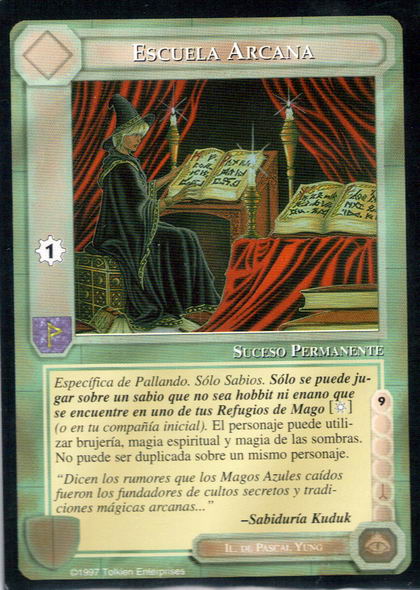 ESCUELA ARCANA
1
SUCESO PERMANENTE
Específica de Pallando. Sólo Sabios. Sólo se puede ju-
gar sobre un sabio que no sea hobbit ni enano que
se encuentre en uno de tus Refugios de Mago [ ]
(o en tu compañía inicial). El personaje puede utili-
zar brujería, magia espiritual y magia de las sombras.
No puede ser duplicada sobre un mismo personaje.
9
“Dicen los rumores que los Magos Azules caídos
fueron los fundadores de cultos secretos y tradi-
ciones mágicas arcanas...”
–Sabiduría Kuduk
IL. DE PASCAL YUNG
©1997 Tolkien Enterprises